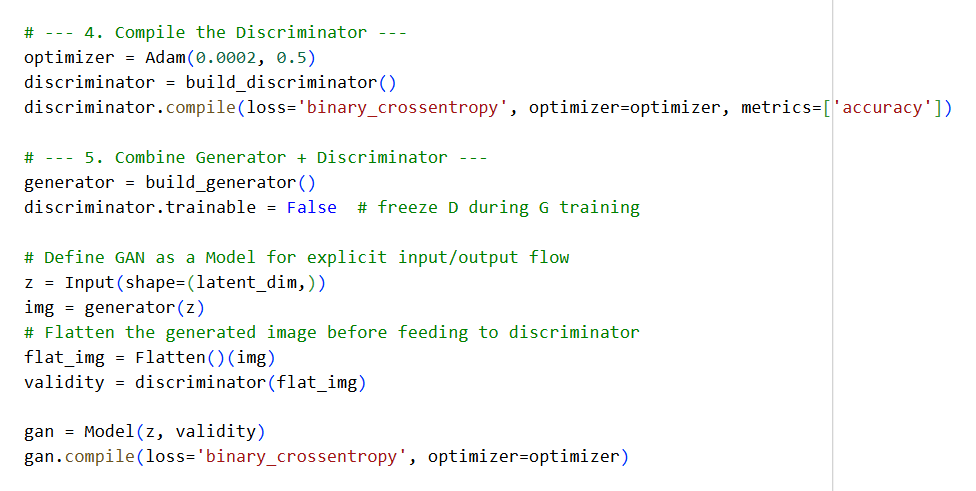 # --- 4. Compile the Discriminator ---
optimizer = Adam(0.0002, 0.5)
discriminator = build_discriminator()
discriminator.compile(loss='binary_crossentropy', optimizer=optimizer, metrics=['accuracy'])
# --- 5. Combine Generator + Discriminator ---
generator = build_generator()
discriminator.trainable = False  # freeze D during G training
# Define GAN as a Model for explicit input/output flow
z = Input(shape=(latent_dim,))
img = generator(z)
# Flatten the generated image before feeding to discriminator
flat_img = Flatten()(img)
validity = discriminator(flat_img)
gan = Model(z, validity)
gan.compile(loss='binary_crossentropy', optimizer=optimizer)